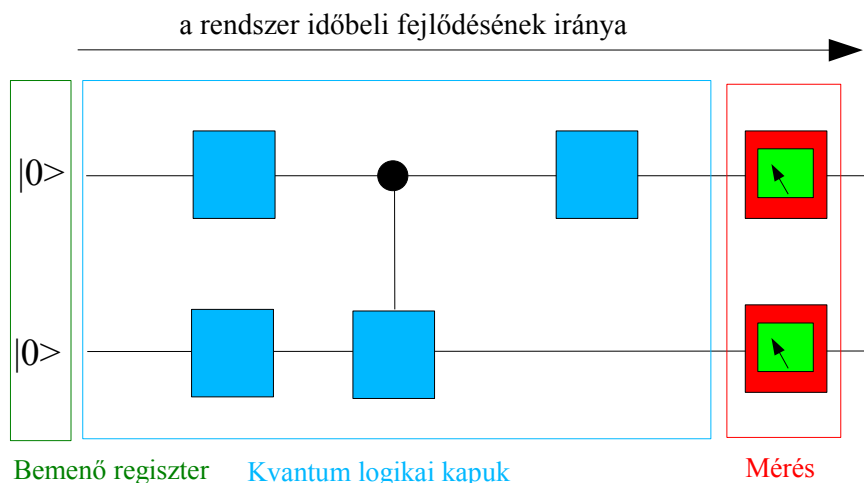 a rendszer időbeli fejlődésének iránya
|0>
|0>
Bemenő regiszter Kvantum logikai kapuk Mérés